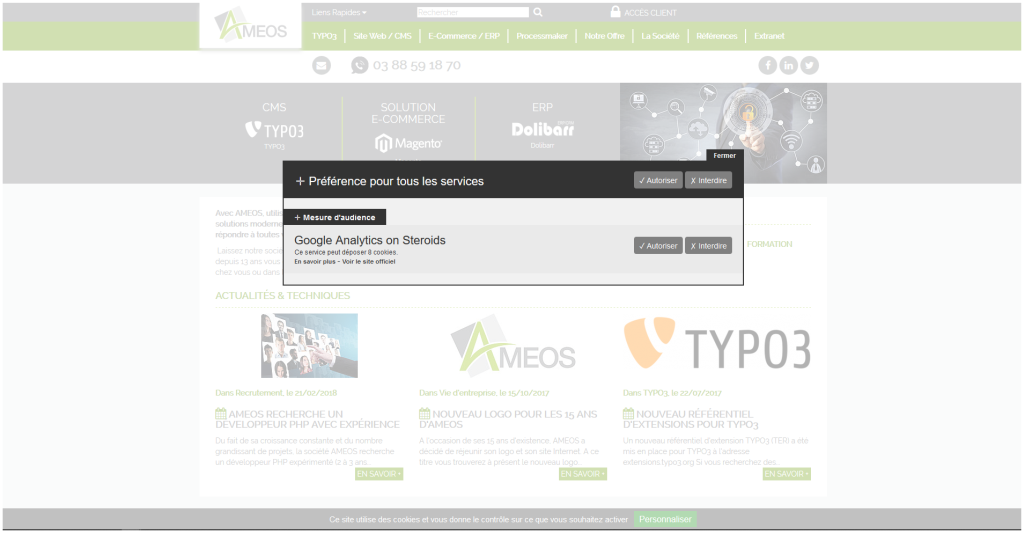 Liens Rapides
Rechercher
ACCÈS CLIENT
AMEOS
TYPO3
Site Web / CMS
E-Commerce / ERP
Processmaker
Notre Offre
La Société
Références
Extranet
03 88 59 18 70
CMS
TYPO3
TYPO3
SOLUTION
E-COMMERCE
Magento
ERP
Dolibarr
Dolibarr
Fermer
+ Préférence pour tous les services
✓ Autoriser
✗ Interdire
+ Mesure d'audience
Google Analytics on Steroids
Ce service peut déposer 8 cookies.
En savoir plus - Voir le site officiel
✓ Autoriser
✗ Interdire
Avec AMEOS, utilis
solutions moderne
répondre à toutes
Laissez notre socié
depuis 13 ans vous
chez vous ou dans
FORMATION
ACTUALITÉS & TECHNIQUES
AMEOS
TYPO3
Dans Recrutement, le 21/02/2018
AMEOS RECHERCHE UN
DÉVELOPPEUR PHP AVEC EXPÉRIENCE
Du fait de sa croissance constante et du nombre
grandissant de projets, la société AMEOS recherche
un développeur PHP expérimenté (2 à 3 ans...
EN SAVOIR +
Dans Vie d'entreprise, le 15/10/2017
NOUVEAU LOGO POUR LES 15 ANS
D'AMEOS
A l'occasion de ses 15 ans d'existence, AMEOS a
décidé de réjeunir son logo et son site Internet. A ce
titre vous trouverez à présent le nouveau logo...
EN SAVOIR +
Dans TYPO3, le 22/07/2017
NOUVEAU RÉFÉRENTIEL
D'EXTENSIONS POUR TYPO3
Un nouveau référentiel d'extension TYPO3 (TER) a été
mis en place pour TYPO3 à l'adresse :
extensions.typo3.org Si vous recherchez des...
EN SAVOIR +
Ce site utilise des cookies et vous donne le contrôle sur ce que vous souhaitez activer
Personnaliser